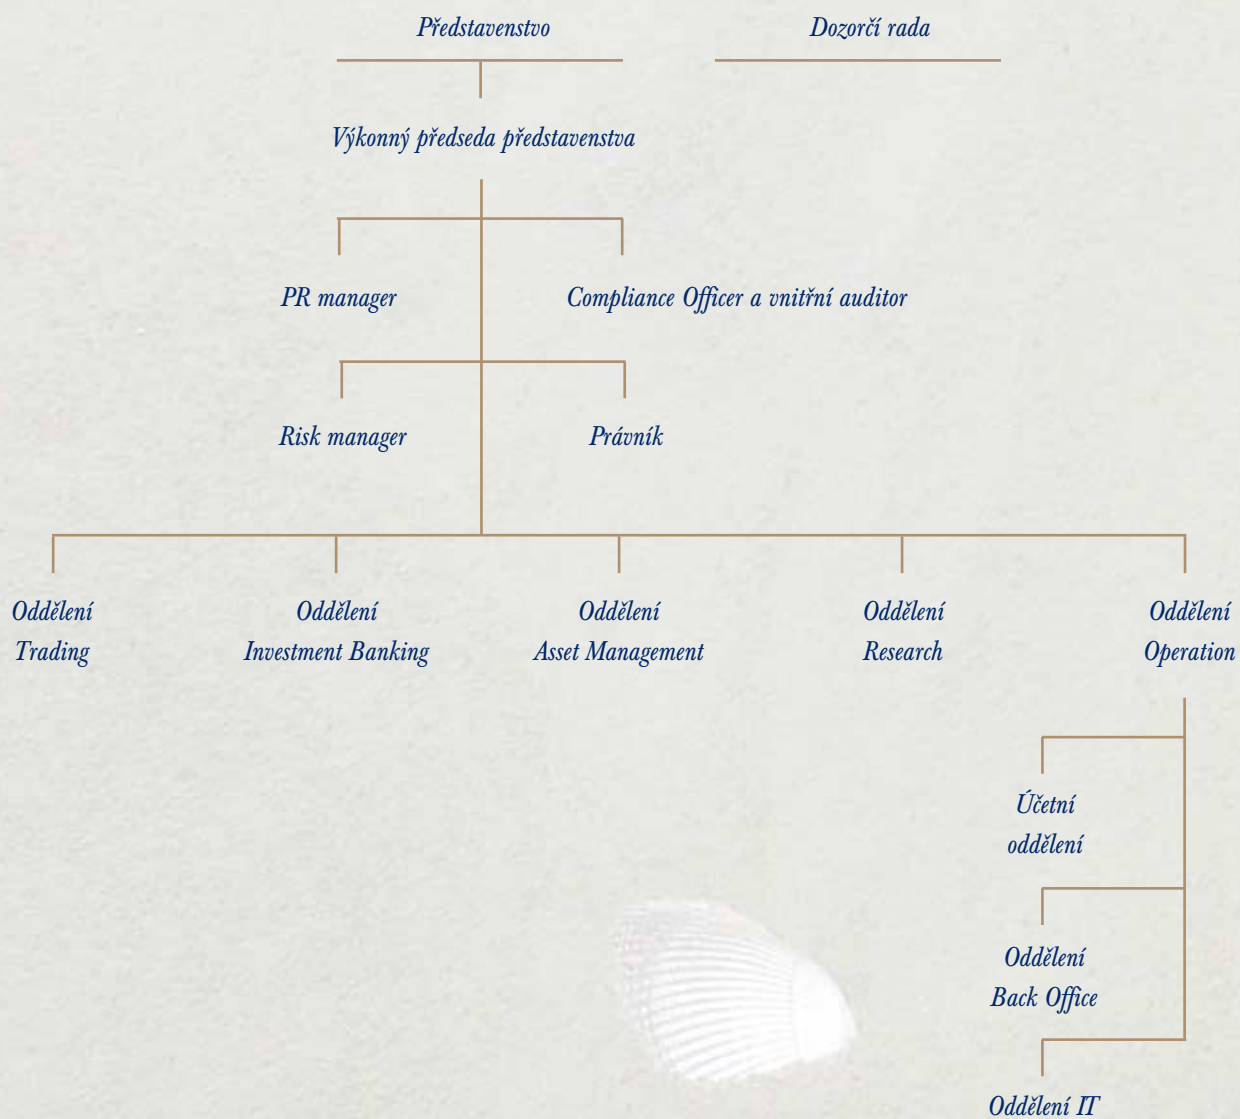 Představenstvo
Dozorčí rada
Výkonný předseda představenstva
PR manager
Compliance Officer a vnitřní auditor
Risk manager
Právník
Oddělení
Trading
Oddělení
Investment Banking
Oddělení
Asset Management
Oddělení
Research
Oddělení
Operation
Účetní
oddělení
Oddělení
Back Office
Oddělení IT